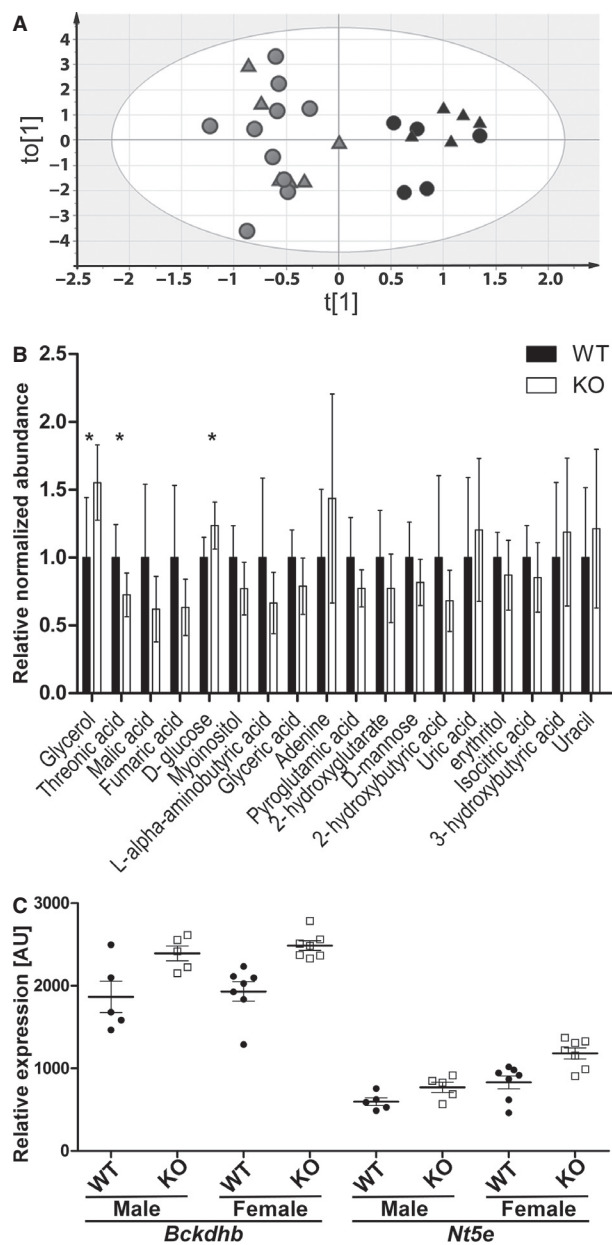 A
4
3
2
1
0
−1
−2
−3
−4
to[1]
−2.5 −2 −1.5 −1 −0.5 0 0.5 1 1.5 2.0
t[1]
B
2.5
2.0
1.5
1.0
0.5
0.0
Relative normalized abundance
WT
KO
* * *
Glycerol
Threonic acid
Malic acid
Fumaric acid
D-glucose
Myoinositol
L-alpha-aminobutyric acid
Glyceric acid
Adenine
Pyroglutamic acid
2-hydroxyglutarate
D-mannose
2-hydroxybutyric acid
Uric acid
erythritol
Isocitric acid
3-hydroxybutyric acid
Uracil
C
3000
2000
1000
0
Relative expression [AU]
WT KO WT KO WT KO WT KO
Male Female Male Female
Bckdhb Nt5e